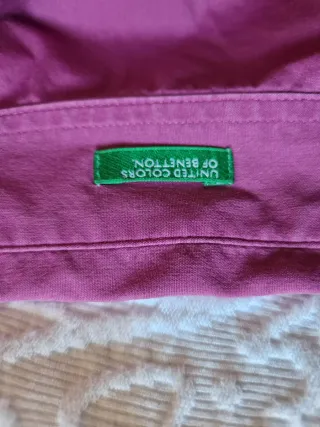 UNITED COLORS
OF BENETTON.